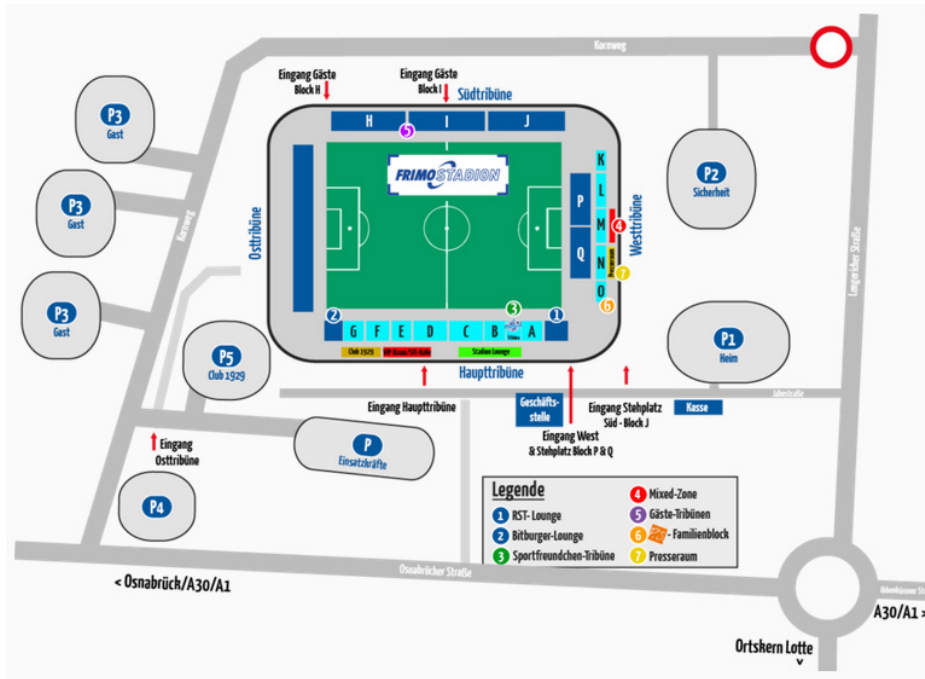 Kornweg
Eingang Gäste
Block H
Eingang Gäste
Block I
Südtribüne
P3
Gast
H
I
J
5
K
FRIMOSTADION
L
P
M
4
Q
N
Presseraum
7
O
6
P2
Sicherheit
Osttribüne
Westtribüne
P3
Gast
Kornweg
Lengericher Straße
P3
Gast
2
3
1
G
F
E
D
C
B
A
Club 1929
Stadion Lounge
P1
Heim
P5
Club 1929
Haupttribüne
Jahnstraße
Eingang Haupttribüne
Geschäfts-
stelle
Eingang Stehplatz
Süd - Block J
Kasse
Eingang West
& Stehplatz Block P & Q
P
Einsatzkräfte
Eingang
Osttribüne
P4
Legende
1 RST- Lounge
2 Bitburger-Lounge
3 Sportfreundchen-Tribüne
4 Mixed-Zone
5 Gäste-Tribünen
6 - Familienblock
7 Presseraum
Osnabrücker Straße
< Osnabrück/A30/A1
A30/A1 >
Ortskern Lotte